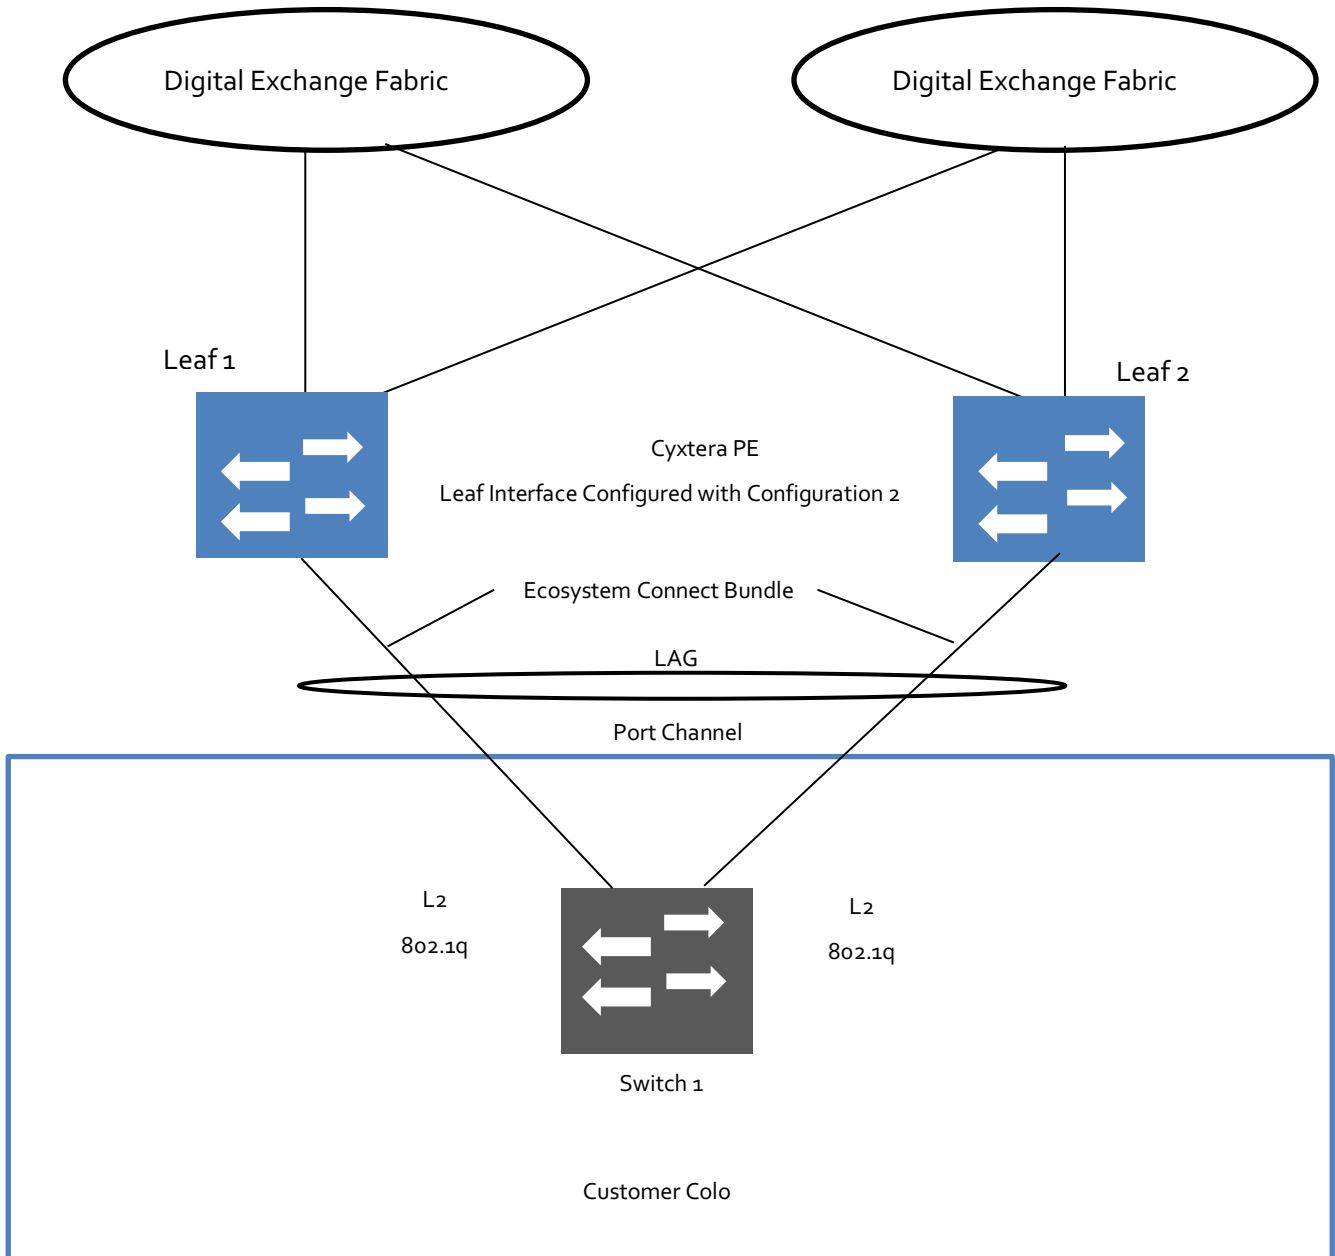 Digital Exchange Fabric
Digital Exchange Fabric
Leaf 1
Leaf 2
Cyxtera PE
Leaf Interface Configured with Configuration 2
Ecosystem Connect Bundle
LAG
Port Channel
L2
802.1q
L2
802.1q
Switch 1
Customer Colo